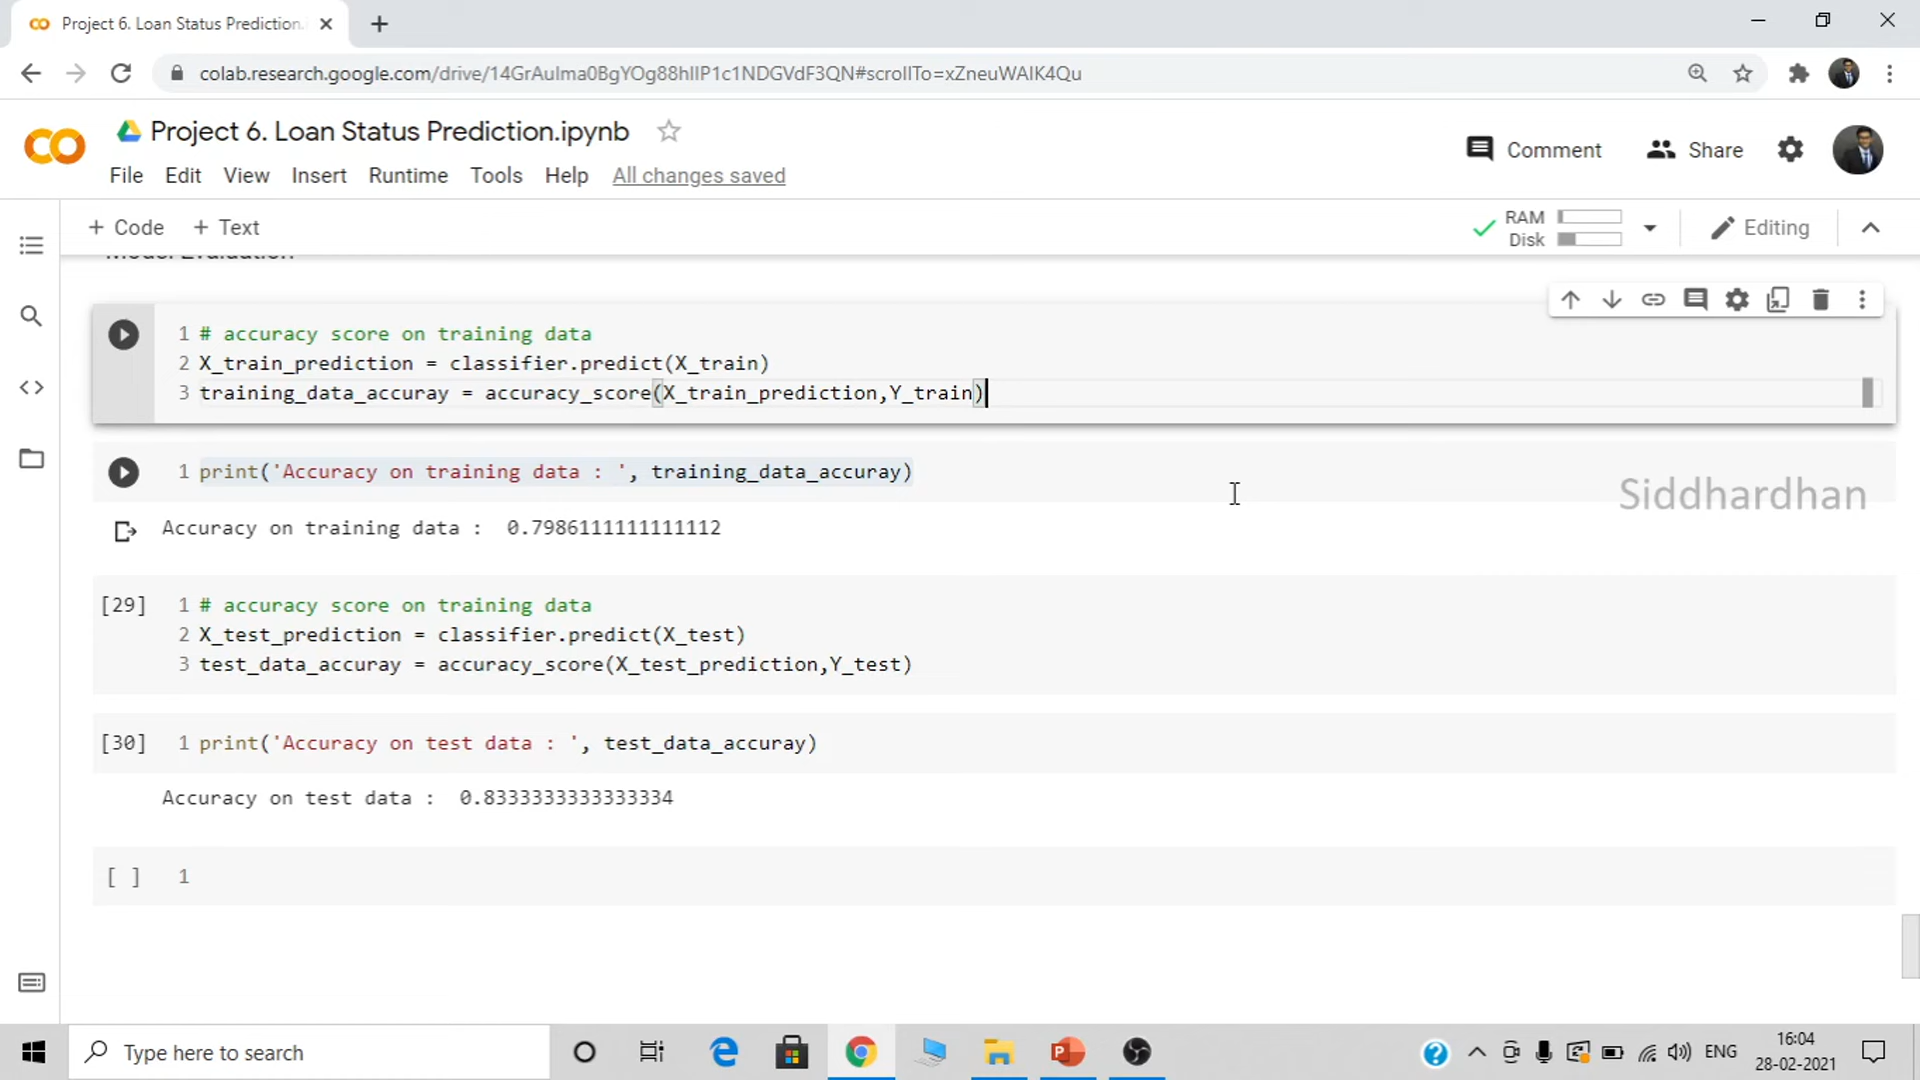 Project 6. Loan Status Prediction.
colab.research.google.com/drive/14GrAulma0BgYOg88hlIP1c1NDGVdF3QN#scrollTo=xZneuWAIK4Qu
Project 6. Loan Status Prediction.ipynb
Comment
Share
File Edit View Insert Runtime Tools Help All changes saved
+ Code + Text
RAM
Disk
Editing
Model Evaluation
1 # accuracy score on training data
2 X_train_prediction = classifier.predict(X_train)
3 training_data_accuray = accuracy_score(X_train_prediction,Y_train)
1 print('Accuracy on training data : ', training_data_accuray)
Siddhardhan
Accuracy on training data : 0.7986111111111112
[29] 1 # accuracy score on training data
2 X_test_prediction = classifier.predict(X_test)
3 test_data_accuray = accuracy_score(X_test_prediction,Y_test)
[30] 1 print('Accuracy on test data : ', test_data_accuray)
Accuracy on test data : 0.8333333333333334
[ ] 1
Type here to search
ENG
16:04
28-02-2021